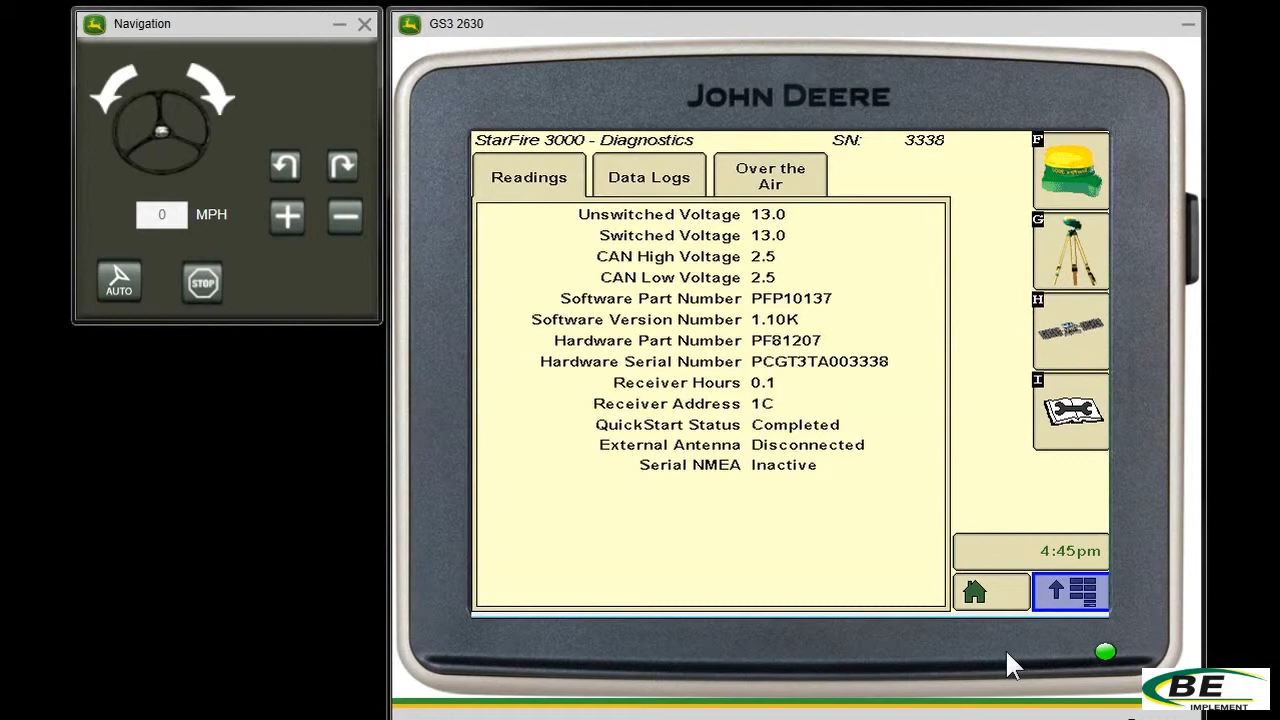 Navigation
0 MPH
AUTO
STOP
GS3 2630
JOHN DEERE
StarFire 3000 - Diagnostics SN: 3338
Readings
Data Logs
Over the
Air
Unswitched Voltage 13.0
Switched Voltage 13.0
CAN High Voltage 2.5
CAN Low Voltage 2.5
Software Part Number PFP10137
Software Version Number 1.10K
Hardware Part Number PF81207
Hardware Serial Number PCGT3TA003338
Receiver Hours 0.1
Receiver Address 1C
QuickStart Status Completed
External Antenna Disconnected
Serial NMEA Inactive
F
G
H
I
4:45pm
BE
IMPLEMENT